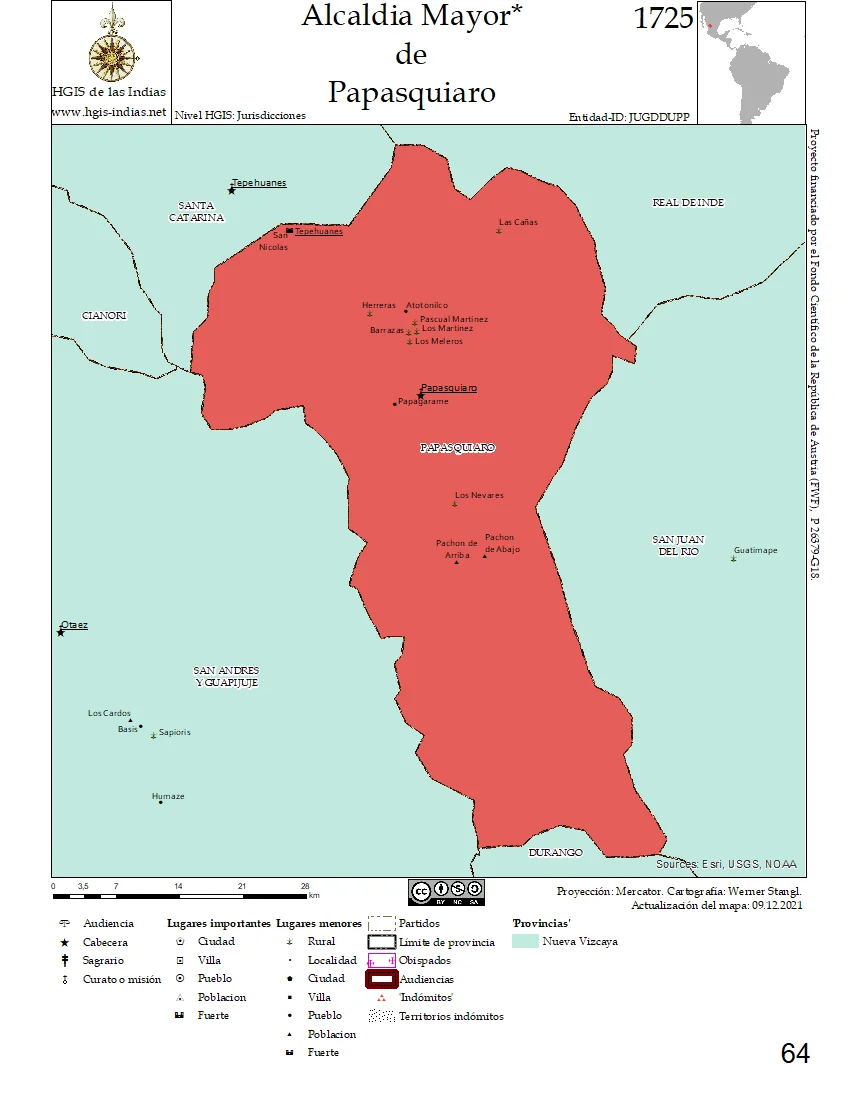 Alcaldia Mayor*
de
Papasquiaro
1725
HGIS de las Indias
www.hgis-indias.net
Nivel HGIS: Jurisdicciones
Entidad-ID: JUGDDUPP
Proyecto financiado por el Fondo Científico de la República de Austria (FWF), P 26379-G18.
Tepehuanes
SANTA
CATARINA
REAL DE INDE
San
Nicolas
Tepehuanes
Las Cañas
CIANORI
Herreras
Atotonilco
Pascual Martinez
Barrazas
Los Martinez
Los Meleros
Papasquiaro
Papagarame
PAPASQUIARO
Los Nevares
Pachon de
Arriba
Pachon
de Abajo
SAN JUAN
DEL RIO
Guatimape
Otaez
SAN ANDRES
Y GUAPIJUJE
Los Cardos
Basis
Sapioris
Humaze
DURANGO
Sources: Esri, USGS, NOAA
0 3,5 7 14 21 28
km
CC BY NC SA
Proyección: Mercator. Cartografía: Werner Stangl.
Actualización del mapa: 09.12.2021
Audiencia
Cabecera
Sagrario
Curato o misión
Lugares importantes
Ciudad
Villa
Pueblo
Poblacion
Fuerte
Lugares menores
Rural
Localidad
Ciudad
Villa
Pueblo
Poblacion
Fuerte
Partidos
Límite de provincia
Obispados
Audiencias
'Indómitos'
Territorios indómitos
'Provincias'
Nueva Vizcaya
64